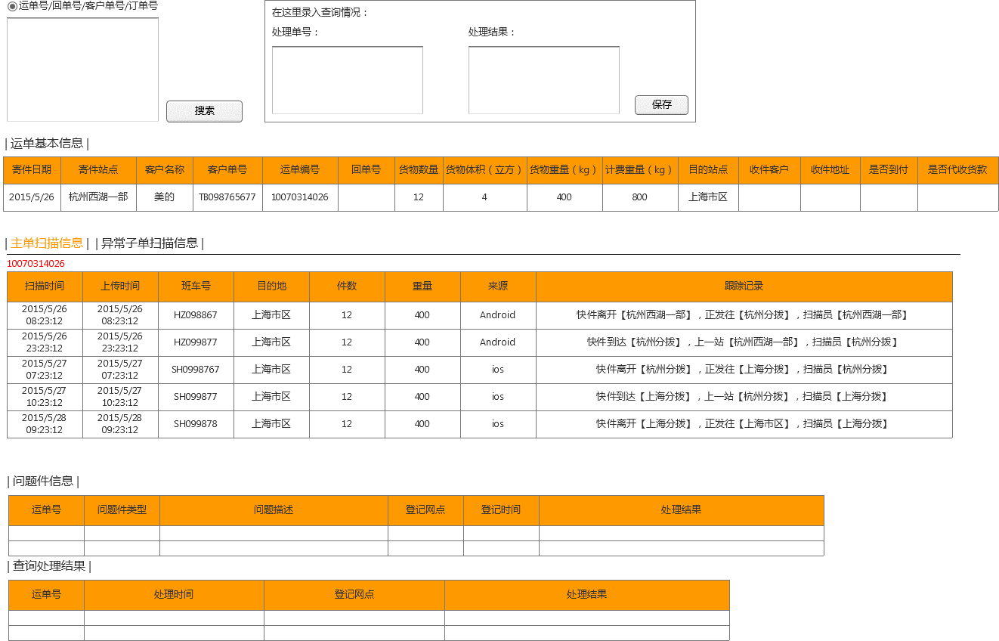 运单号/回单号/客户单号/订单号
在这里录入查询情况：
处理单号： 处理结果：
搜索
保存
| 运单基本信息 |
寄件日期 寄件站点 客户名称 客户单号 运单编号 回单号 货物数量 货物体积（立方） 货物重量（kg） 计费重量（kg） 目的站点 收件客户 收件地址 是否到付 是否代收货款
2015/5/26 杭州西湖一部 美的 TB098765677 10070314026 12 4 400 800 上海市区
| 主单扫描信息 | | 异常子单扫描信息 |
10070314026
扫描时间 上传时间 班车号 目的地 件数 重量 来源 跟踪记录
2015/5/26 08:23:12 2015/5/26 08:23:12 HZ098867 上海市区 12 400 Android 快件离开【杭州西湖一部】，正发往【杭州分拨】，扫描员【杭州西湖一部】
2015/5/26 23:23:12 2015/5/26 23:23:12 HZ099877 上海市区 12 400 Android 快件到达【杭州分拨】，上一站【杭州西湖一部】，扫描员【杭州分拨】
2015/5/27 07:23:12 2015/5/27 07:23:12 SH0998767 上海市区 12 400 ios 快件离开【杭州分拨】，正发往【上海分拨】，扫描员【杭州分拨】
2015/5/27 10:23:12 2015/5/27 10:23:12 SH099877 上海市区 12 400 ios 快件到达【上海分拨】，上一站【杭州分拨】，扫描员【上海分拨】
2015/5/28 09:23:12 2015/5/28 09:23:12 SH099878 上海市区 12 400 ios 快件离开【上海分拨】，正发往【上海市区】，扫描员【上海分拨】
| 问题件信息 |
运单号 问题件类型 问题描述 登记网点 登记时间 处理结果
| 查询处理结果 |
运单号 处理时间 登记网点 处理结果